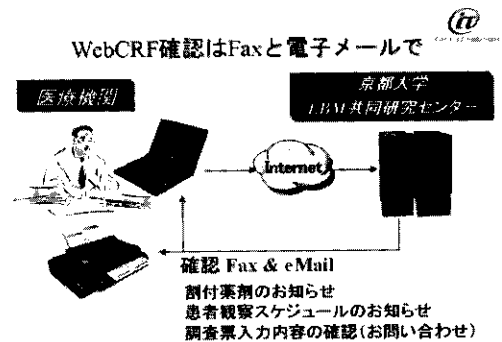 WebCRF確認はFaxと電子メールで
医療機関
京都大学
EBM共同研究センター
Internet
確認 Fax & eMail
割付薬剤のお知らせ
患者観察スケジュールのお知らせ
調査票入力内容の確認(お問い合わせ)